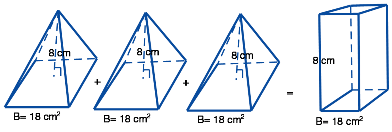 8 cm
8 cm
8 cm
8 cm
+ + =
B= 18 cm²
B= 18 cm²
B= 18 cm²
B= 18 cm²